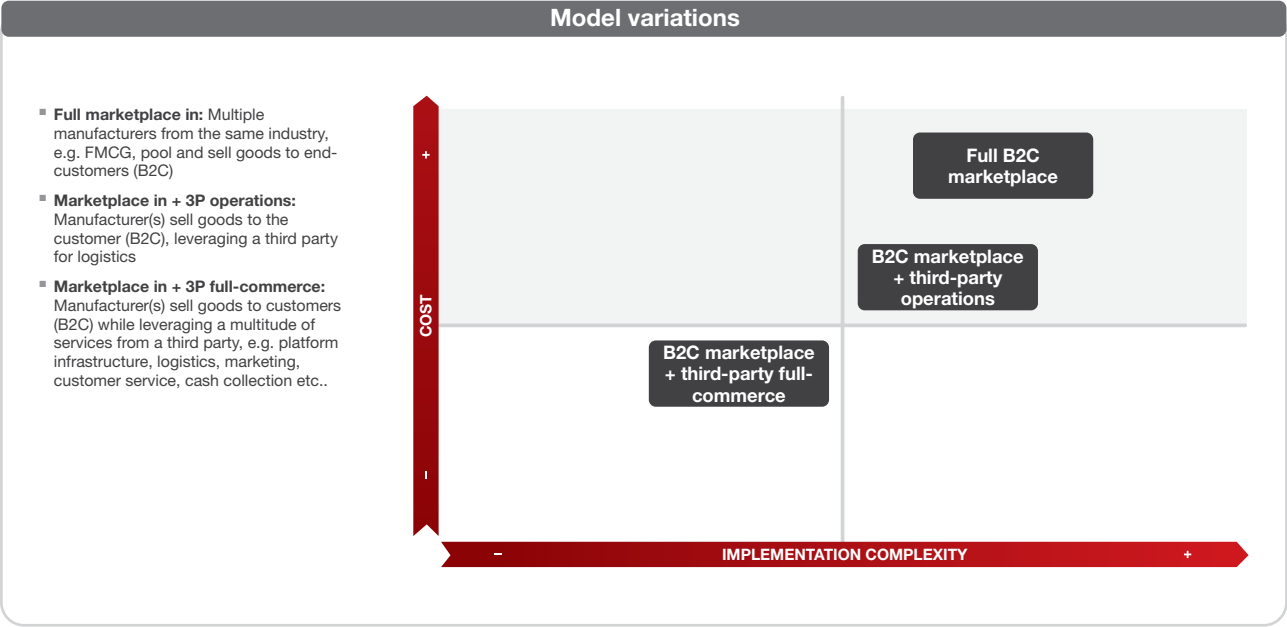 Model variations
Full marketplace in: Multiple
manufacturers from the same industry,
e.g. FMCG, pool and sell goods to end-
customers (B2C)
Marketplace in + 3P operations:
Manufacturer(s) sell goods to the
customer (B2C), leveraging a third party
for logistics
Marketplace in + 3P full-commerce:
Manufacturer(s) sell goods to customers
(B2C) while leveraging a multitude of
services from a third party, e.g. platform
infrastructure, logistics, marketing,
customer service, cash collection etc..
+
COST
–
Full B2C
marketplace
B2C marketplace
+ third-party
operations
B2C marketplace
+ third-party full-
commerce
–
IMPLEMENTATION COMPLEXITY
+